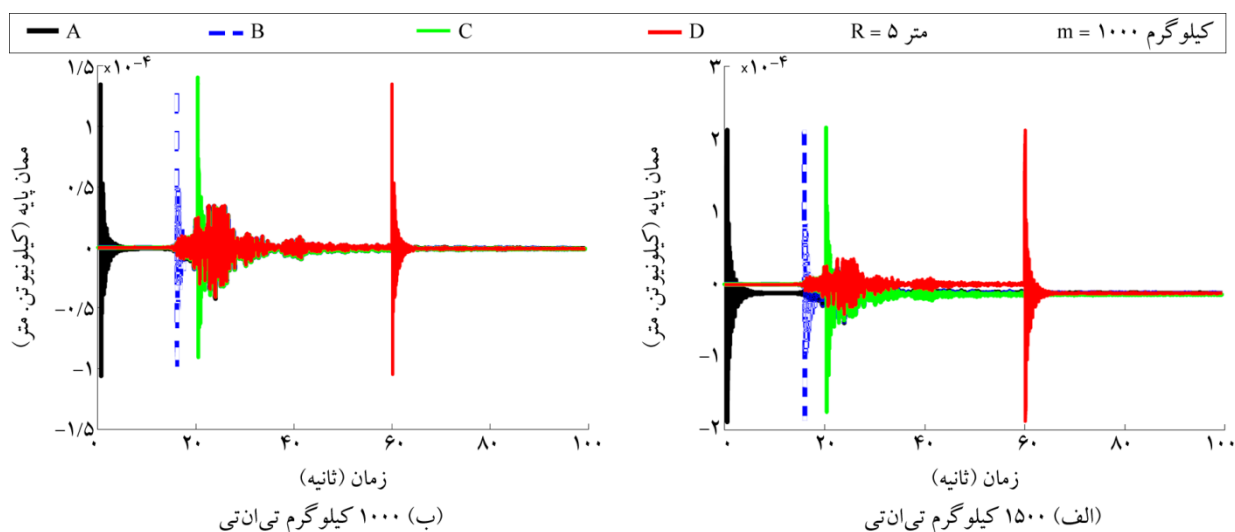 A B C D R = ۵ متر m = ۱۰۰۰ کیلوگرم
×۱۰^-۴
۳
۲
۱
۰
-۱
-۲
ممان پایه (کیلونیوتن. متر)
۰ ۲۰ ۴۰ ۶۰ ۸۰ ۱۰۰
زمان (ثانیه)
(الف) ۱۵۰۰ کیلوگرم تی‌ان‌تی
×۱۰^-۴
۱/۵
۱
۰/۵
۰
-۰/۵
-۱
-۱/۵
ممان پایه (کیلونیوتن. متر)
۰ ۲۰ ۴۰ ۶۰ ۸۰ ۱۰۰
زمان (ثانیه)
(ب) ۱۰۰۰ کیلوگرم تی‌ان‌تی